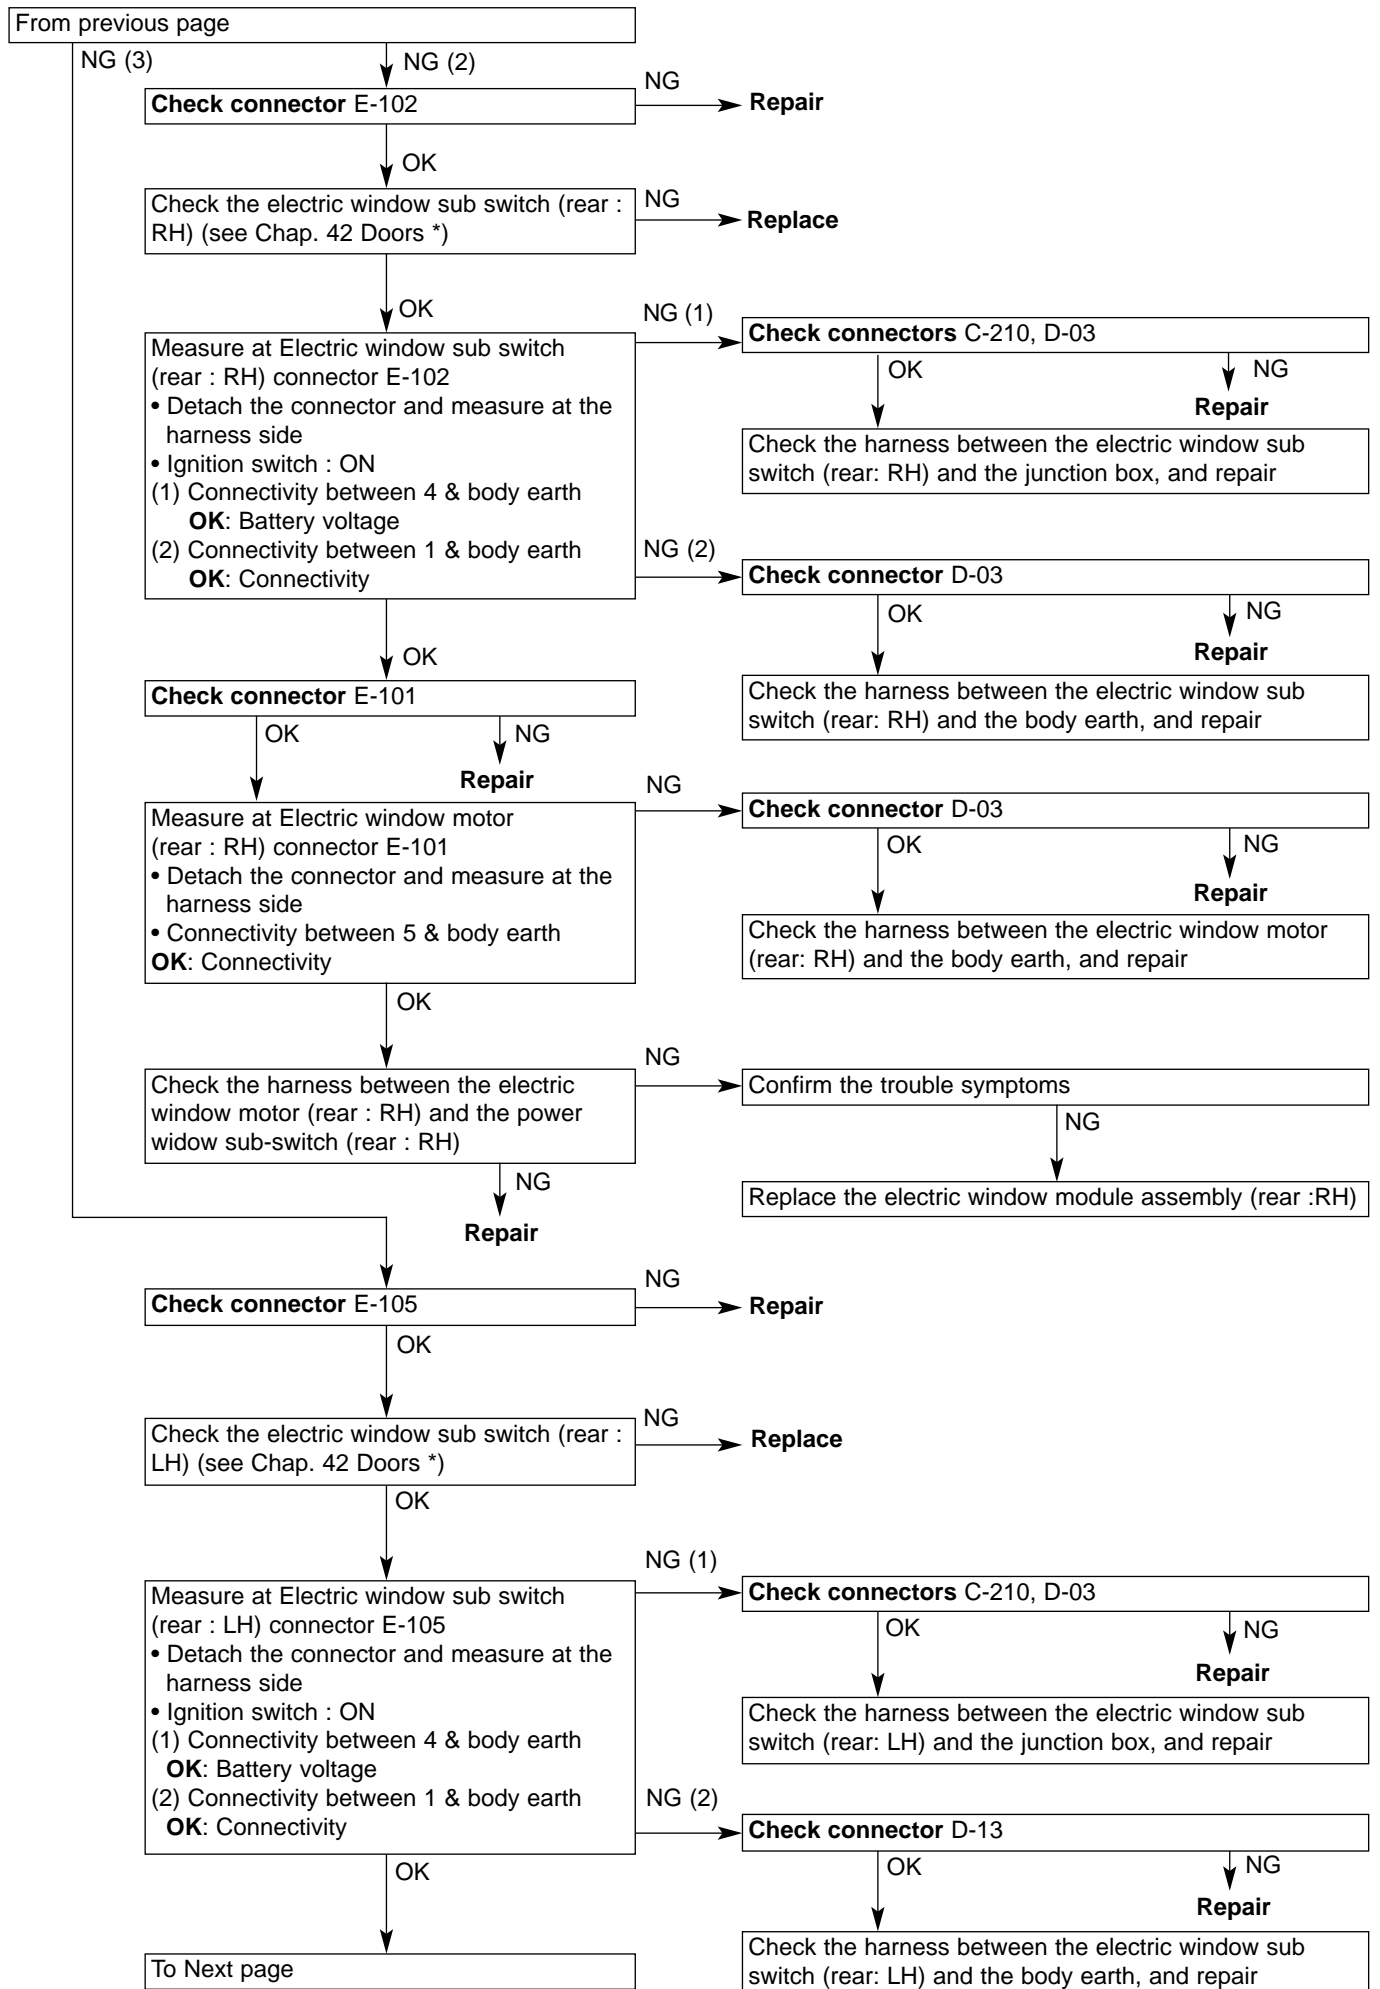 From previous page
NG (3)
NG (2)
Check connector E-102
NG
Repair
OK
Check the electric window sub switch (rear :
RH) (see Chap. 42 Doors *)
NG
Replace
OK
Measure at Electric window sub switch
(rear : RH) connector E-102
• Detach the connector and measure at the
harness side
• Ignition switch : ON
(1) Connectivity between 4 & body earth
OK: Battery voltage
(2) Connectivity between 1 & body earth
OK: Connectivity
NG (1)
Check connectors C-210, D-03
OK
NG
Repair
Check the harness between the electric window sub
switch (rear: RH) and the junction box, and repair
NG (2)
Check connector D-03
OK
NG
Repair
Check the harness between the electric window sub
switch (rear: RH) and the body earth, and repair
OK
Check connector E-101
OK
NG
Repair
Measure at Electric window motor
(rear : RH) connector E-101
• Detach the connector and measure at the
harness side
• Connectivity between 5 & body earth
OK: Connectivity
NG
Check connector D-03
OK
NG
Repair
Check the harness between the electric window motor
(rear: RH) and the body earth, and repair
OK
Check the harness between the electric
window motor (rear : RH) and the power
widow sub-switch (rear : RH)
NG
Confirm the trouble symptoms
NG
Replace the electric window module assembly (rear :RH)
NG
Repair
Check connector E-105
NG
Repair
OK
Check the electric window sub switch (rear :
LH) (see Chap. 42 Doors *)
NG
Replace
OK
Measure at Electric window sub switch
(rear : LH) connector E-105
• Detach the connector and measure at the
harness side
• Ignition switch : ON
(1) Connectivity between 4 & body earth
OK: Battery voltage
(2) Connectivity between 1 & body earth
OK: Connectivity
NG (1)
Check connectors C-210, D-03
OK
NG
Repair
Check the harness between the electric window sub
switch (rear: LH) and the junction box, and repair
NG (2)
Check connector D-13
OK
NG
Repair
Check the harness between the electric window sub
switch (rear: LH) and the body earth, and repair
OK
To Next page